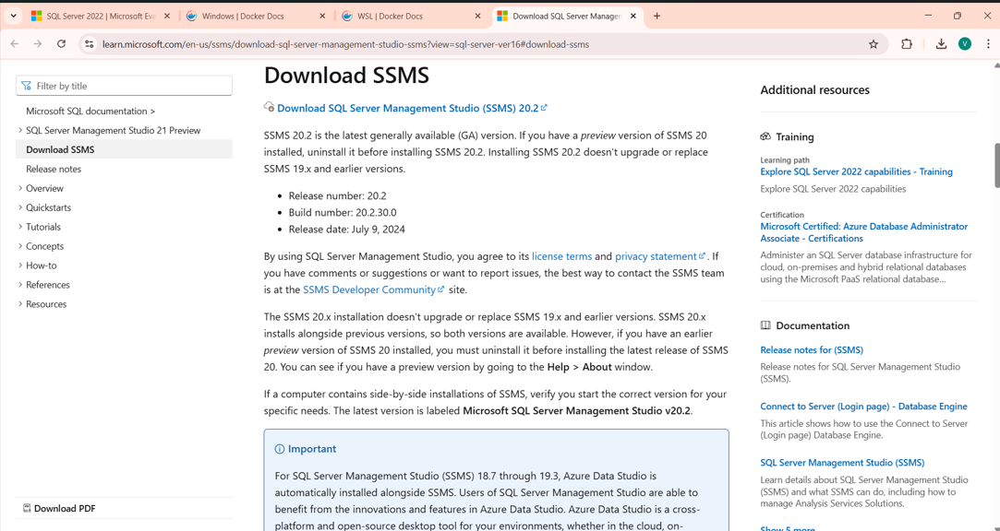 SQL Server 2022 | Microsoft Eva
Windows | Docker Docs
WSL | Docker Docs
Download SQL Server Manager
learn.microsoft.com/en-us/ssms/download-sql-server-management-studio-ssms?view=sql-server-ver16#download-ssms
V
Filter by title
Microsoft SQL documentation >
SQL Server Management Studio 21 Preview
Download SSMS
Release notes
Overview
Quickstarts
Tutorials
Concepts
How-to
References
Resources
Download PDF
Download SSMS
Download SQL Server Management Studio (SSMS) 20.2
SSMS 20.2 is the latest generally available (GA) version. If you have a preview version of SSMS 20
installed, uninstall it before installing SSMS 20.2. Installing SSMS 20.2 doesn't upgrade or replace
SSMS 19.x and earlier versions.
• Release number: 20.2
• Build number: 20.2.30.0
• Release date: July 9, 2024
By using SQL Server Management Studio, you agree to its license terms and privacy statement. If
you have comments or suggestions or want to report issues, the best way to contact the SSMS team
is at the SSMS Developer Community site.
The SSMS 20.x installation doesn't upgrade or replace SSMS 19.x and earlier versions. SSMS 20.x
installs alongside previous versions, so both versions are available. However, if you have an earlier
preview version of SSMS 20 installed, you must uninstall it before installing the latest release of SSMS
20. You can see if you have a preview version by going to the Help > About window.
If a computer contains side-by-side installations of SSMS, verify you start the correct version for your
specific needs. The latest version is labeled Microsoft SQL Server Management Studio v20.2.
Important
For SQL Server Management Studio (SSMS) 18.7 through 19.3, Azure Data Studio is
automatically installed alongside SSMS. Users of SQL Server Management Studio are able to
benefit from the innovations and features in Azure Data Studio. Azure Data Studio is a cross-
platform and open-source desktop tool for your environments, whether in the cloud, on-
Additional resources
Training
Learning path
Explore SQL Server 2022 capabilities - Training
Explore SQL Server 2022 capabilities
Certification
Microsoft Certified: Azure Database Administrator
Associate - Certifications
Administer an SQL Server database infrastructure for
cloud, on-premises and hybrid relational databases
using the Microsoft PaaS relational database...
Documentation
Release notes for (SSMS)
Release notes for SQL Server Management Studio
(SSMS).
Connect to Server (Login page) - Database Engine
This article shows how to use the Connect to Server
(Login page) Database Engine.
SQL Server Management Studio (SSMS)
Learn details about SQL Server Management Studio
(SSMS) and what SSMS can do, including how to
manage Analysis Services Solutions.
Show 5 more